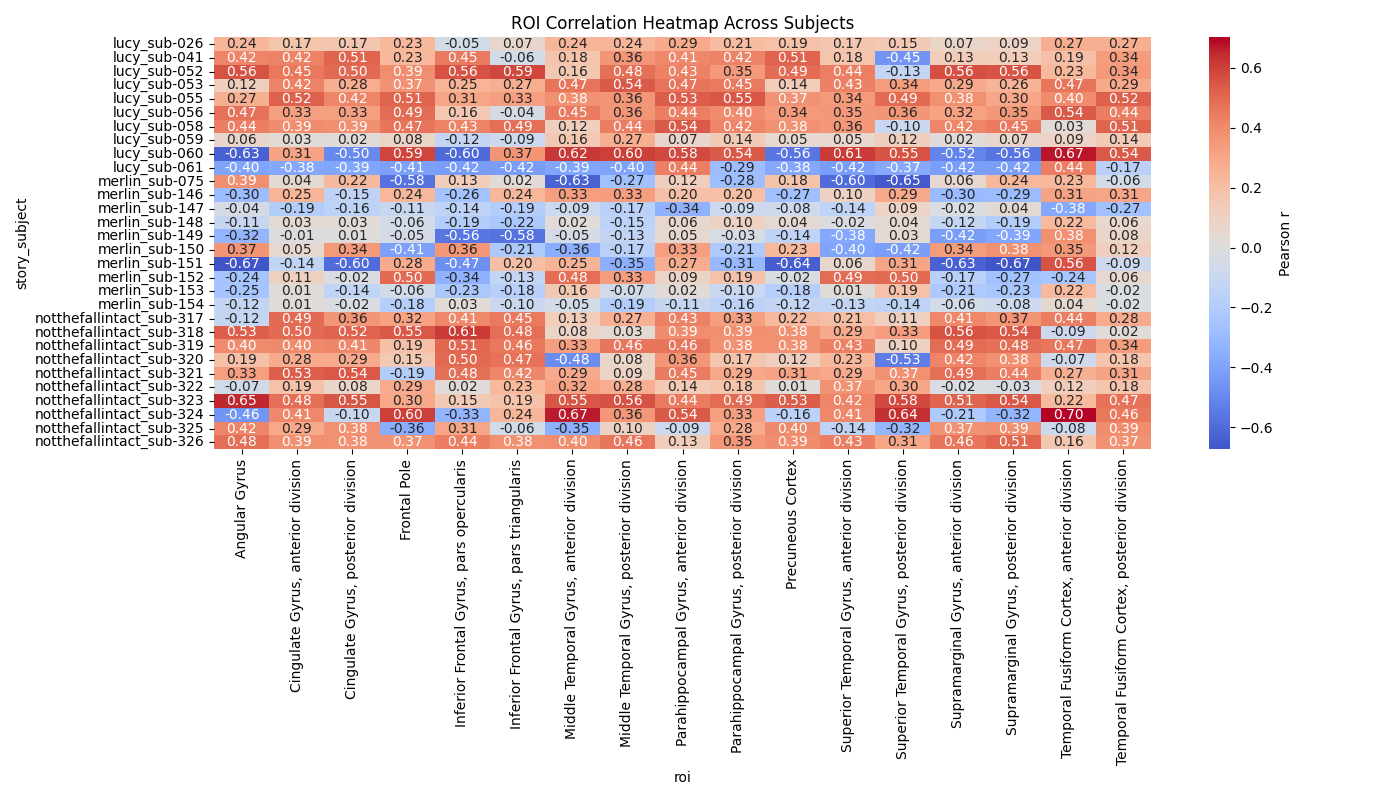 ROI Correlation Heatmap Across Subjects
lucy_sub-026 0.24 0.17 0.17 0.23 -0.05 0.07 0.24 0.24 0.29 0.21 0.19 0.17 0.15 0.07 0.09 0.27 0.27
lucy_sub-041 0.42 0.42 0.51 0.23 0.45 -0.06 0.18 0.36 0.41 0.42 0.51 0.18 -0.45 0.13 0.13 0.19 0.34
lucy_sub-052 0.56 0.45 0.50 0.39 0.56 0.59 0.16 0.48 0.43 0.35 0.49 0.44 -0.13 0.56 0.56 0.23 0.34
lucy_sub-053 0.12 0.42 0.28 0.37 0.25 0.27 0.47 0.54 0.47 0.45 0.14 0.43 0.34 0.29 0.26 0.47 0.29
lucy_sub-055 0.27 0.52 0.42 0.51 0.31 0.33 0.38 0.36 0.53 0.55 0.37 0.34 0.49 0.38 0.30 0.40 0.52
lucy_sub-056 0.47 0.33 0.33 0.49 0.16 -0.04 0.45 0.36 0.44 0.40 0.34 0.35 0.36 0.32 0.35 0.54 0.44
lucy_sub-058 0.44 0.39 0.39 0.47 0.43 0.49 0.12 0.44 0.54 0.42 0.38 0.36 -0.10 0.42 0.45 0.03 0.51
lucy_sub-059 0.06 0.03 0.02 0.08 -0.12 -0.09 0.16 0.27 0.07 0.14 0.05 0.05 0.12 0.02 0.07 0.09 0.14
lucy_sub-060 -0.63 0.31 -0.50 0.59 -0.60 0.37 0.62 0.60 0.58 0.54 -0.56 0.61 0.55 -0.52 -0.56 0.67 0.54
lucy_sub-061 -0.40 -0.38 -0.39 -0.41 -0.42 -0.42 -0.39 -0.40 0.44 -0.29 -0.38 -0.42 -0.37 -0.42 -0.42 0.44 -0.17
merlin_sub-075 0.39 0.04 0.22 -0.58 0.13 0.02 -0.63 -0.27 0.12 -0.28 0.18 -0.60 -0.65 0.06 0.24 0.23 -0.06
merlin_sub-146 -0.30 0.25 -0.15 0.24 -0.26 0.24 0.33 0.33 0.20 0.20 -0.27 0.10 0.29 -0.30 -0.29 0.31 0.31
merlin_sub-147 -0.04 -0.19 -0.16 -0.11 -0.14 -0.19 -0.09 -0.17 -0.34 -0.09 -0.08 -0.14 0.09 -0.02 0.04 -0.38 -0.27
merlin_sub-148 -0.11 0.03 0.03 -0.06 -0.19 -0.22 0.02 -0.15 0.06 0.10 0.04 -0.02 0.04 -0.12 -0.19 0.22 0.06
merlin_sub-149 -0.32 -0.01 0.01 -0.05 -0.56 -0.58 -0.05 -0.13 0.05 -0.03 -0.14 -0.38 0.03 -0.42 -0.39 0.38 0.08
merlin_sub-150 0.37 0.05 0.34 -0.41 0.36 -0.21 -0.36 -0.17 0.33 -0.21 0.23 -0.40 -0.42 0.34 0.38 0.35 0.12
merlin_sub-151 -0.67 -0.14 -0.60 0.28 -0.47 0.20 0.25 -0.35 0.27 -0.31 -0.64 0.06 0.31 -0.63 -0.67 0.56 -0.09
merlin_sub-152 -0.24 0.11 -0.02 0.50 -0.34 -0.13 0.48 0.33 0.09 0.19 -0.02 0.49 0.50 -0.17 -0.27 -0.24 0.06
merlin_sub-153 -0.25 0.01 -0.14 -0.06 -0.23 -0.18 0.16 -0.07 0.02 -0.10 -0.18 0.01 0.19 -0.21 -0.23 0.22 -0.02
merlin_sub-154 -0.12 0.01 -0.02 -0.18 0.03 -0.10 -0.05 -0.19 -0.11 -0.16 -0.12 -0.13 -0.14 -0.06 -0.08 -0.04 -0.02
notthefallintact_sub-317 -0.12 0.49 0.36 0.32 0.41 0.45 0.13 0.27 0.43 0.33 0.22 0.21 0.11 0.41 0.37 0.44 0.28
notthefallintact_sub-318 0.53 0.50 0.52 0.55 0.61 0.48 0.08 0.03 0.39 0.39 0.38 0.29 0.33 0.56 0.54 -0.09 0.02
notthefallintact_sub-319 0.40 0.40 0.41 0.19 0.51 0.46 0.33 0.46 0.46 0.38 0.38 0.43 0.10 0.49 0.48 0.47 0.34
notthefallintact_sub-320 0.19 0.28 0.29 0.15 0.50 0.47 -0.48 0.08 0.36 0.17 0.12 0.23 -0.53 0.42 0.38 -0.07 0.18
notthefallintact_sub-321 0.33 0.53 0.54 -0.19 0.48 0.42 0.29 0.09 0.45 0.29 0.31 0.29 0.37 0.49 0.44 0.27 0.31
notthefallintact_sub-322 -0.07 0.19 0.08 0.29 0.02 0.23 0.32 0.28 0.14 0.18 0.01 0.37 0.30 -0.02 -0.03 0.12 0.18
notthefallintact_sub-323 0.65 0.48 0.55 0.30 0.15 0.19 0.55 0.56 0.44 0.49 0.53 0.42 0.58 0.51 0.54 0.22 0.47
notthefallintact_sub-324 -0.46 0.41 -0.10 0.60 -0.33 0.24 0.67 0.36 0.54 0.33 -0.16 0.41 0.64 -0.21 -0.32 0.70 0.46
notthefallintact_sub-325 0.42 0.29 0.38 -0.36 0.31 -0.06 -0.35 0.10 -0.09 0.28 0.40 -0.14 -0.32 0.37 0.39 -0.08 0.39
notthefallintact_sub-326 0.48 0.39 0.38 0.37 0.44 0.38 0.40 0.46 0.13 0.35 0.39 0.43 0.31 0.46 0.51 0.16 0.37
story_subject
Angular Gyrus
Cingulate Gyrus, anterior division
Cingulate Gyrus, posterior division
Frontal Pole
Inferior Frontal Gyrus, pars opercularis
Inferior Frontal Gyrus, pars triangularis
Middle Temporal Gyrus, anterior division
Middle Temporal Gyrus, posterior division
Parahippocampal Gyrus, anterior division
Parahippocampal Gyrus, posterior division
Precuneous Cortex
Superior Temporal Gyrus, anterior division
Superior Temporal Gyrus, posterior division
Supramarginal Gyrus, anterior division
Supramarginal Gyrus, posterior division
Temporal Fusiform Cortex, anterior division
Temporal Fusiform Cortex, posterior division
roi
0.6
0.4
0.2
0.0
−0.2
−0.4
−0.6
Pearson r